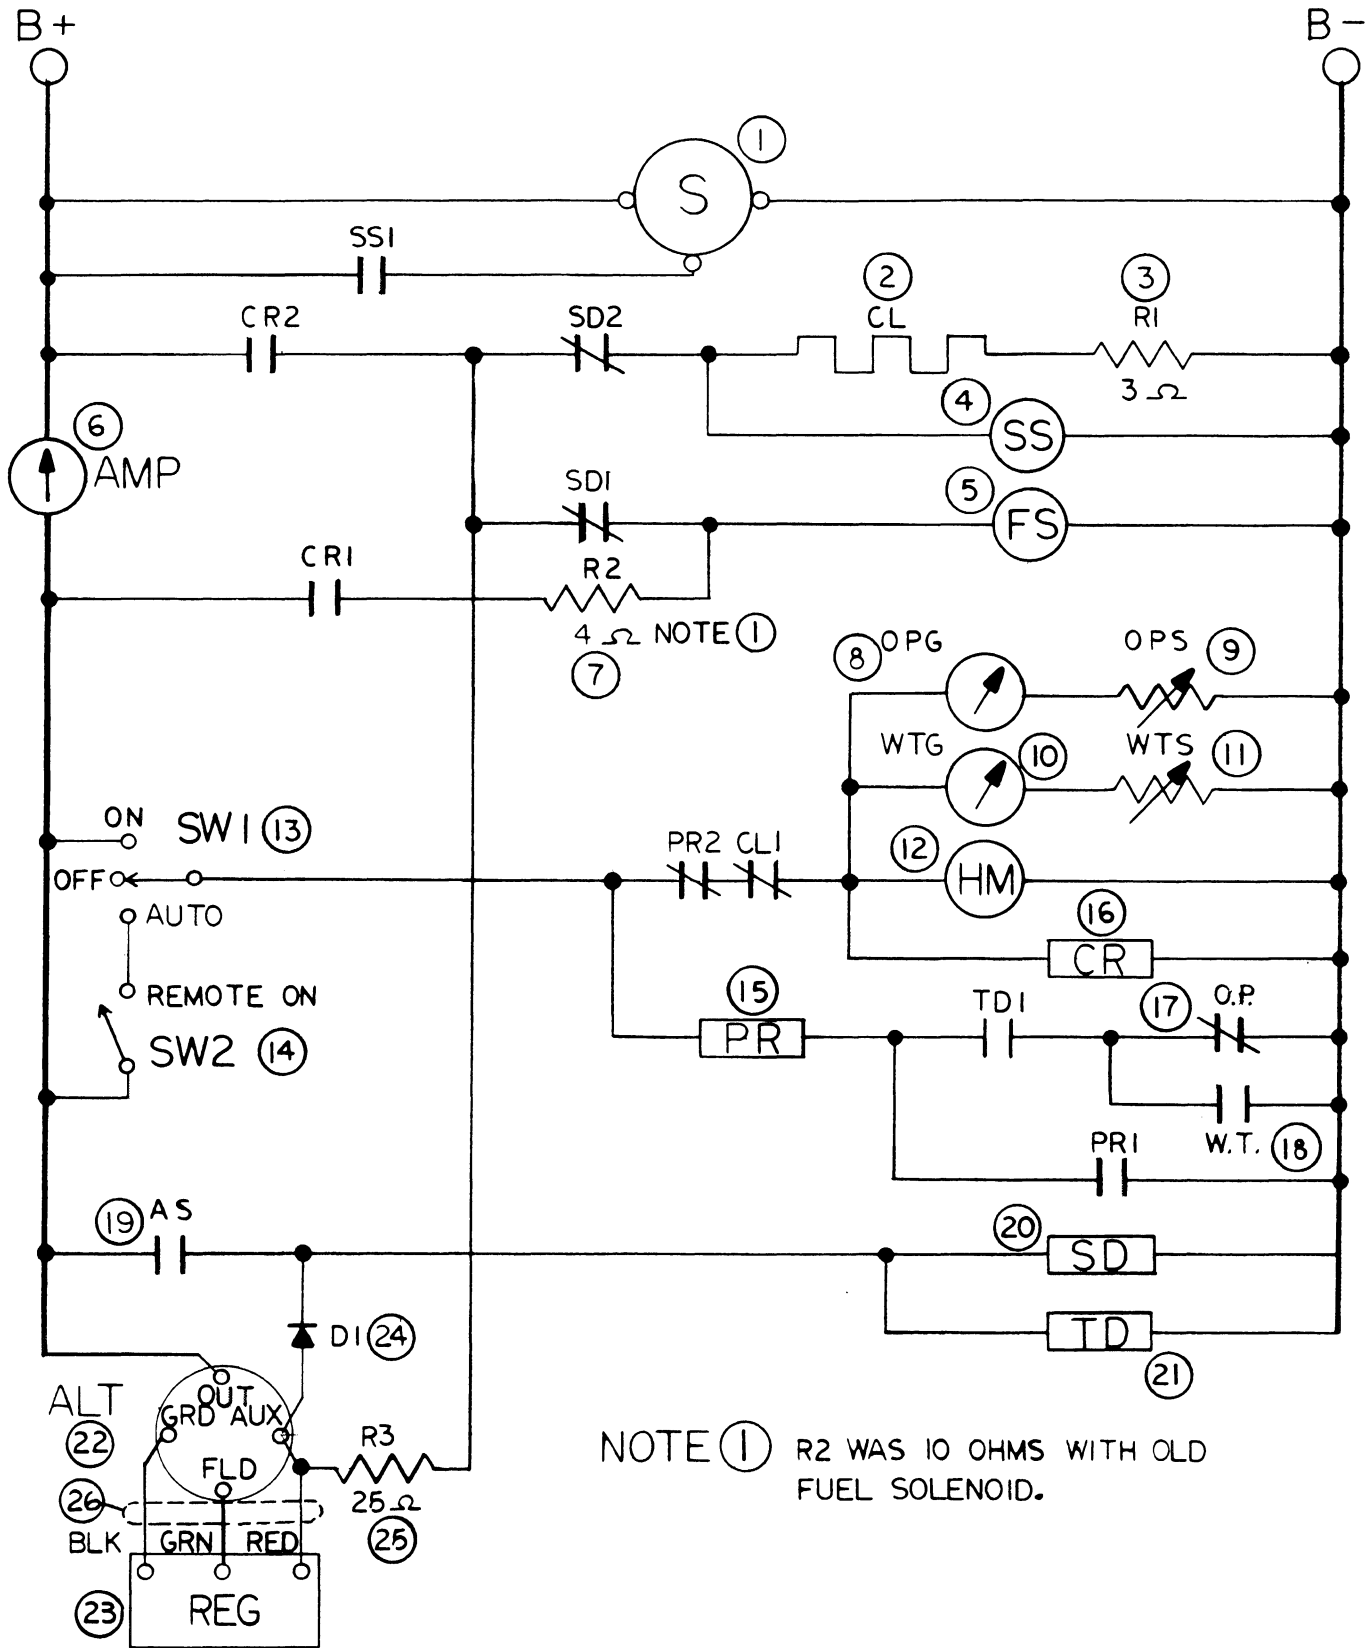 B+
B-
1
S
SS1
2
3
CR2
SD2
CL
R1
3 Ω
4
SS
6
AMP
5
SD1
FS
CR1
R2
4 Ω NOTE 1
7
8
OPG
OPS
9
WTG
10
WTS
11
ON
SW1
13
PR2
CL1
12
HM
OFF
AUTO
16
CR
REMOTE ON
15
PR
TD1
17
O.P.
SW2
14
W.T.
18
PR1
19
AS
20
SD
D1
24
TD
21
ALT
22
OUT
GRD
AUX
FLD
R3
25 Ω
25
NOTE 1 R2 WAS 10 OHMS WITH OLD
FUEL SOLENOID.
26
BLK
GRN
RED
23
REG